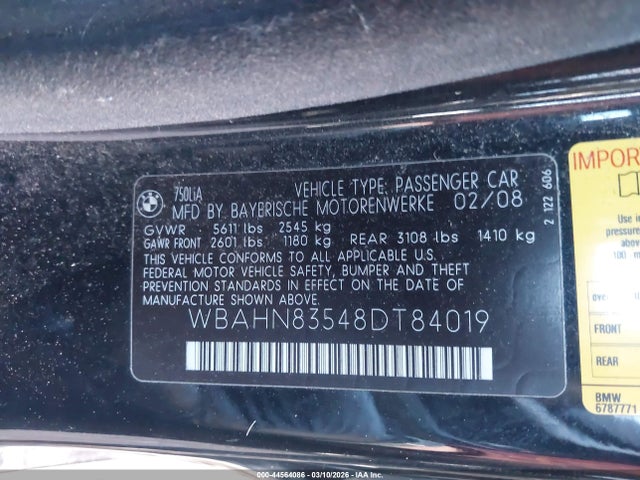 BMW
750LiA
VEHICLE TYPE: PASSENGER CAR
MFD BY BAYERISCHE MOTORENWERKE 02/08
GVWR 5611 lbs 2545 kg
GAWR FRONT 2601 lbs 1180 kg REAR 3108 lbs 1410 kg
THIS VEHICLE CONFORMS TO ALL APPLICABLE U.S.
FEDERAL MOTOR VEHICLE SAFETY, BUMPER AND THEFT
PREVENTION STANDARDS IN EFFECT ON THE DATE OF
MANUFACTURE SHOWN ABOVE.
WBAHN83548DT84019
2 122 606
IMPOR
pressure
100
FRONT
REAR
BMW
6787771
000-44564086 - 03/10/2026 - IAA, Inc.